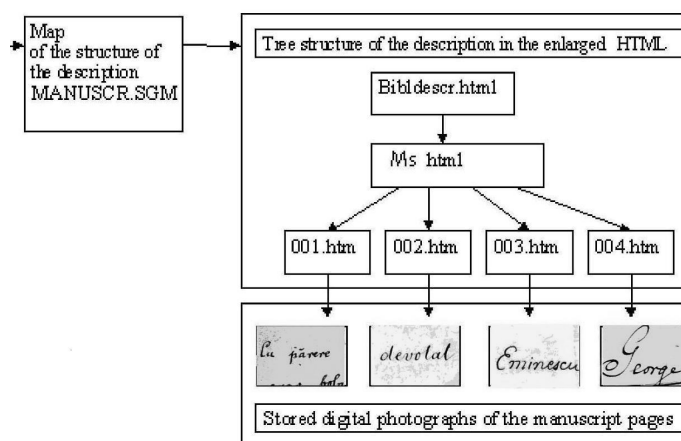 Map
of the structure of
the description
MANUSCR.SGM
Tree structure of the description in the enlarged HTML
Bibldescr.html
Ms html
001.htm
002.htm
003.htm
004.htm
Cu părere
devotal
Eminescu
George
Stored digital photographs of the manuscript pages